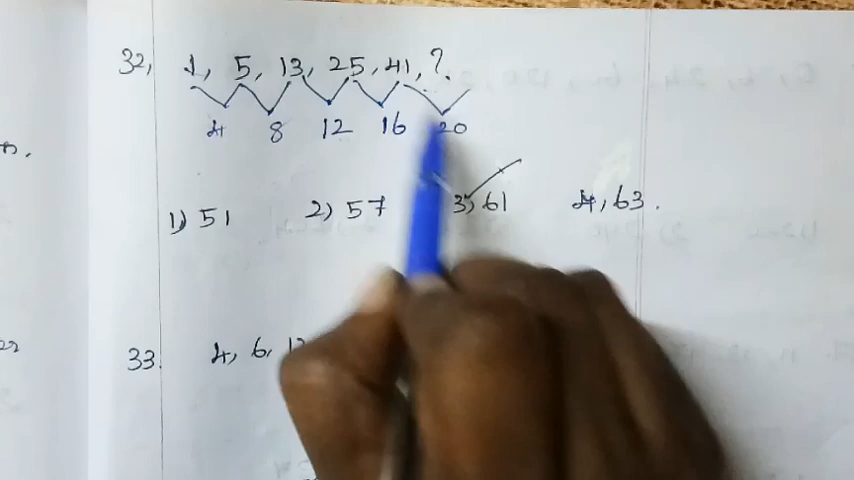 32, 1, 5, 13, 25, 41, ?.
4 8 12 16 20
1) 51 2) 57 3) 61 4, 63.
33. 4, 6,